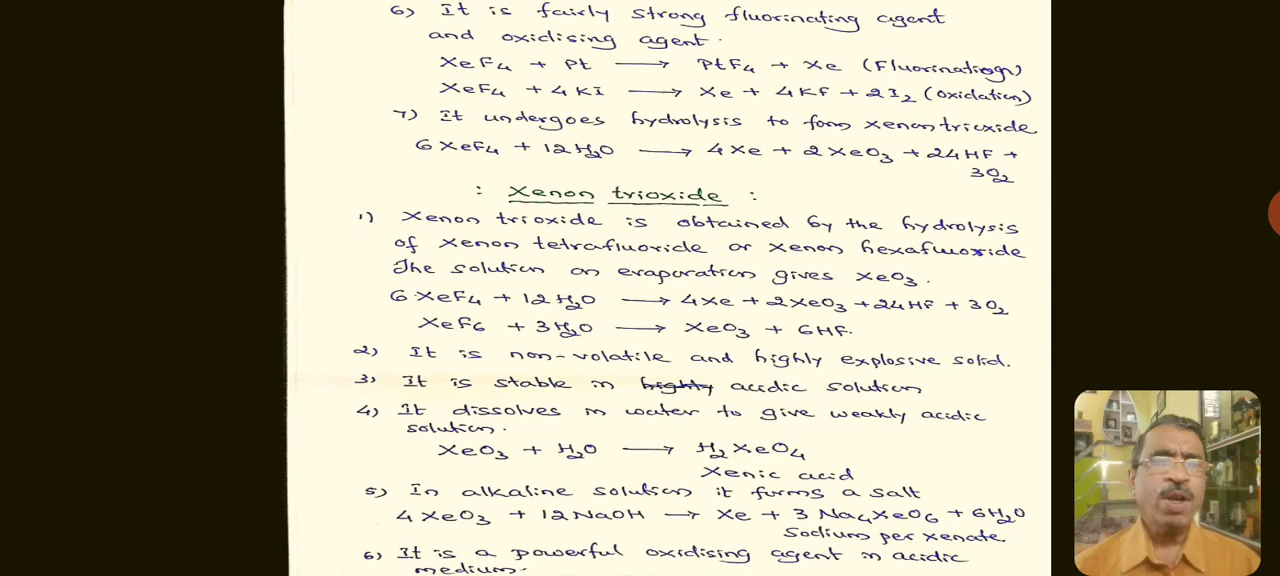 6) It is fairly strong fluorinating agent
and oxidising agent.
XeF₄ + Pt ⟶ PtF₄ + Xe (Fluorination)
XeF₄ + 4KI ⟶ Xe + 4KF + 2I₂ (Oxidation)
7) It undergoes hydrolysis to form xenon trioxide.
6XeF₄ + 12H₂O ⟶ 4Xe + 2XeO₃ + 24HF +
3O₂
: Xenon trioxide :
1) Xenon trioxide is obtained by the hydrolysis
of xenon tetrafluoride or xenon hexafluoride
The solution on evaporation gives XeO₃.
6XeF₄ + 12H₂O ⟶ 4Xe + 2XeO₃ + 24HF + 3O₂
XeF₆ + 3H₂O ⟶ XeO₃ + 6HF.
2) It is non-volatile and highly explosive solid.
3) It is stable in highly acidic solution
4) It dissolves in water to give weakly acidic
solution.
XeO₃ + H₂O ⟶ H₂XeO₄
Xenic acid
5) In alkaline solution it forms a salt
4XeO₃ + 12NaOH → Xe + 3Na₄XeO₆ + 6H₂O
Sodium per xenate.
6) It is a powerful oxidising agent in acidic
medium.